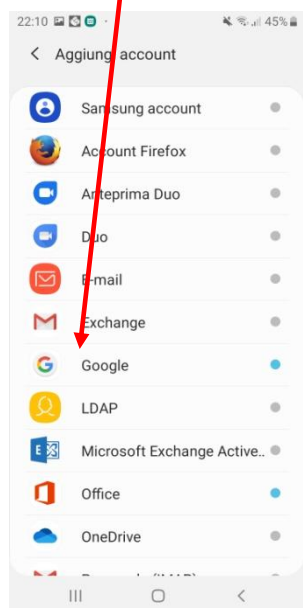 22:10 45%
Aggiungi account
Samsung account
Account Firefox
Anteprima Duo
Duo
E-mail
Exchange
Google
LDAP
Microsoft Exchange Active..
Office
OneDrive